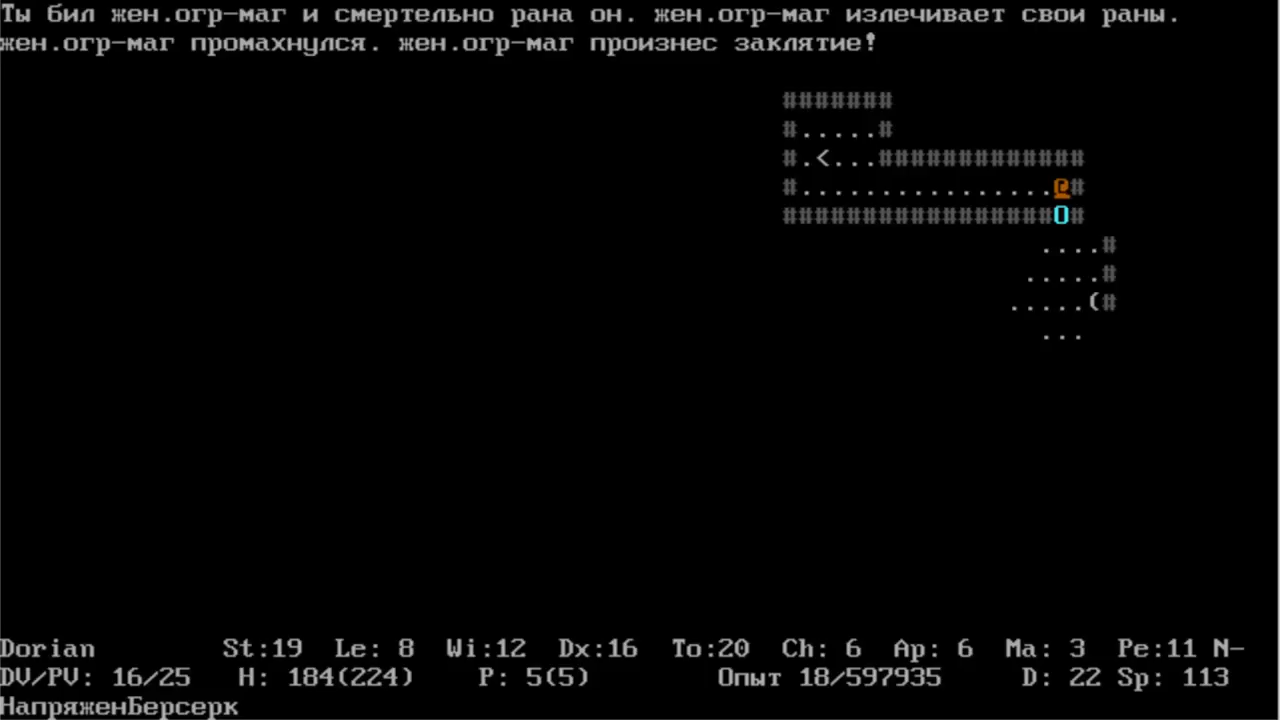 Ты бил жен.огр-маг и смертельно рана он. жен.огр-маг излечивает свои раны.
жен.огр-маг промахнулся. жен.огр-маг произнес заклятие!
#######
#.....#
#.<...#############
#................@#
#################O#
....#
.....#
.....(#
...
Dorian St:19 Le: 8 Wi:12 Dx:16 To:20 Ch: 6 Ap: 6 Ma: 3 Pe:11 N-
DV/PV: 16/25 H: 184(224) P: 5(5) Опыт 18/597935 D: 22 Sp: 113
НапряженБерсерк